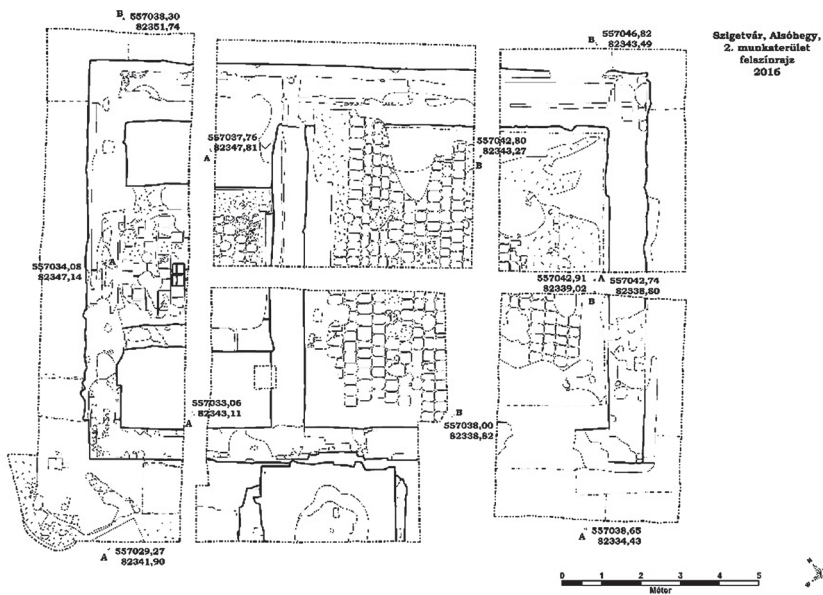 B 557038,30
82351,74
557046,82
82343,49
B
Szigetvár, Alsóhegy,
2. munkaterület
felszínrajz
2016
557037,76
82347,81
A
557042,80
82343,27
B
A
557034,08
82347,14
557042,91 A 557042,74
82339,02 82338,80
B
557033,06
82343,11
A
B
557038,00
82338,82
557038,65
A 82334,43
A 557029,27
82341,90
0 1 2 3 4 5
Méter